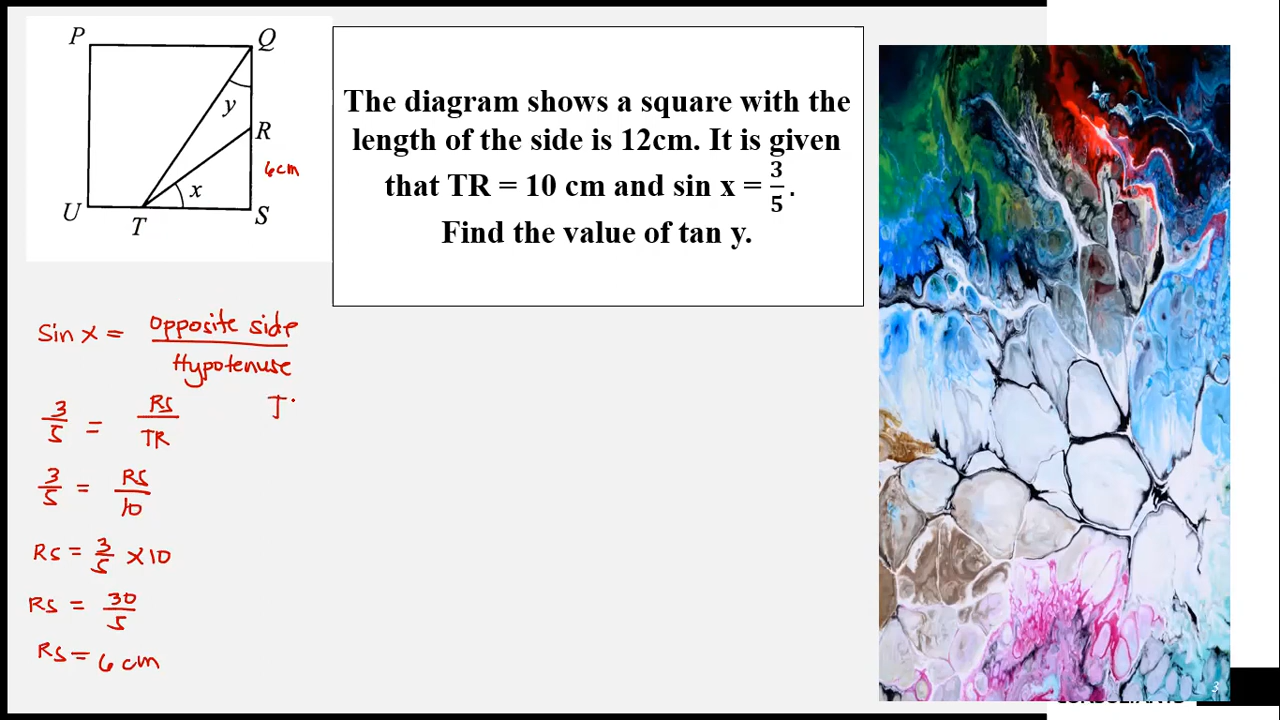 P
Q
y
R
6cm
x
U
T
S
The diagram shows a square with the
length of the side is 12cm. It is given
that TR = 10 cm and sin x = 3/5 .
Find the value of tan y.
Sin x = Opposite side / Hypotenuse
3/5 = RS/TR
T
3/5 = RS/10
RS = 3/5 x 10
RS = 30/5
RS = 6 cm
3